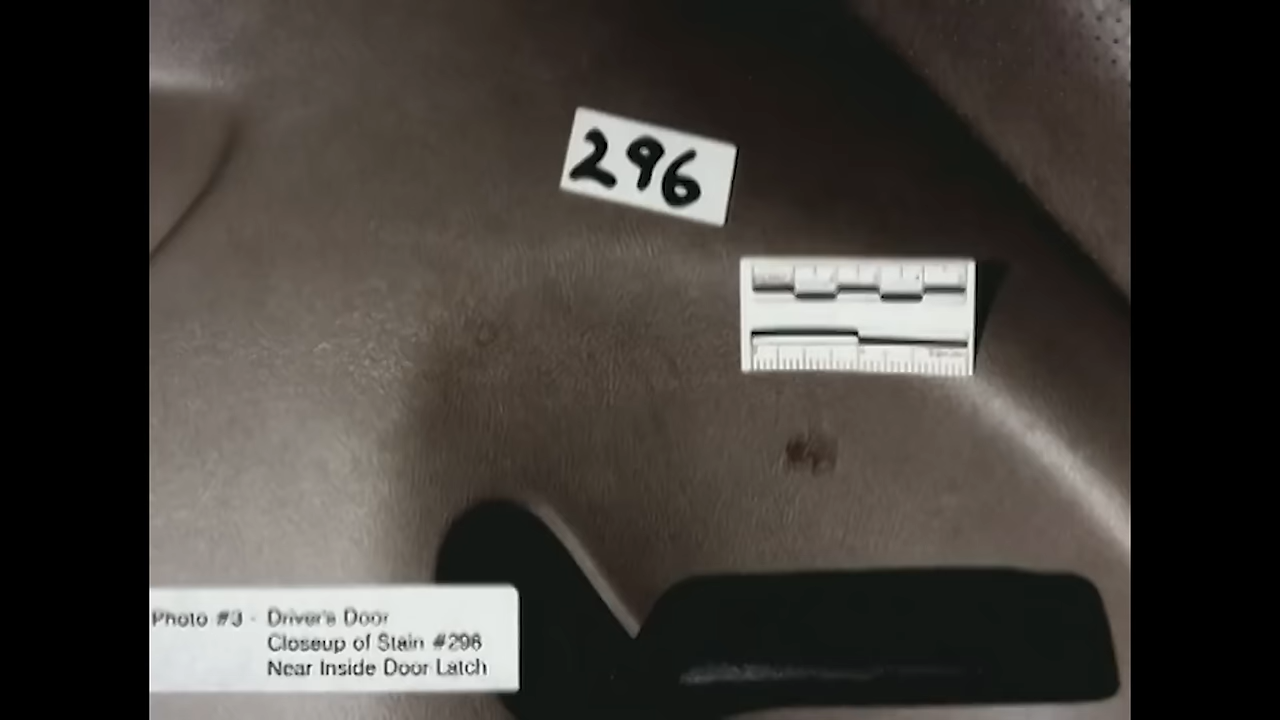 296
Photo #3 - Driver's Door
Closeup of Stain #296
Near Inside Door Latch